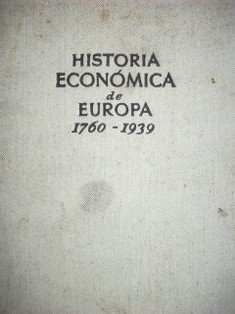 HISTORIA
ECONÓMICA
de
EUROPA
1760 - 1939